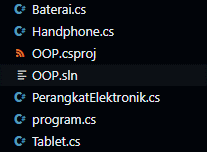 Baterai.cs
Handphone.cs
OOP.csproj
OOP.sln
PerangkatElektronik.cs
program.cs
Tablet.cs